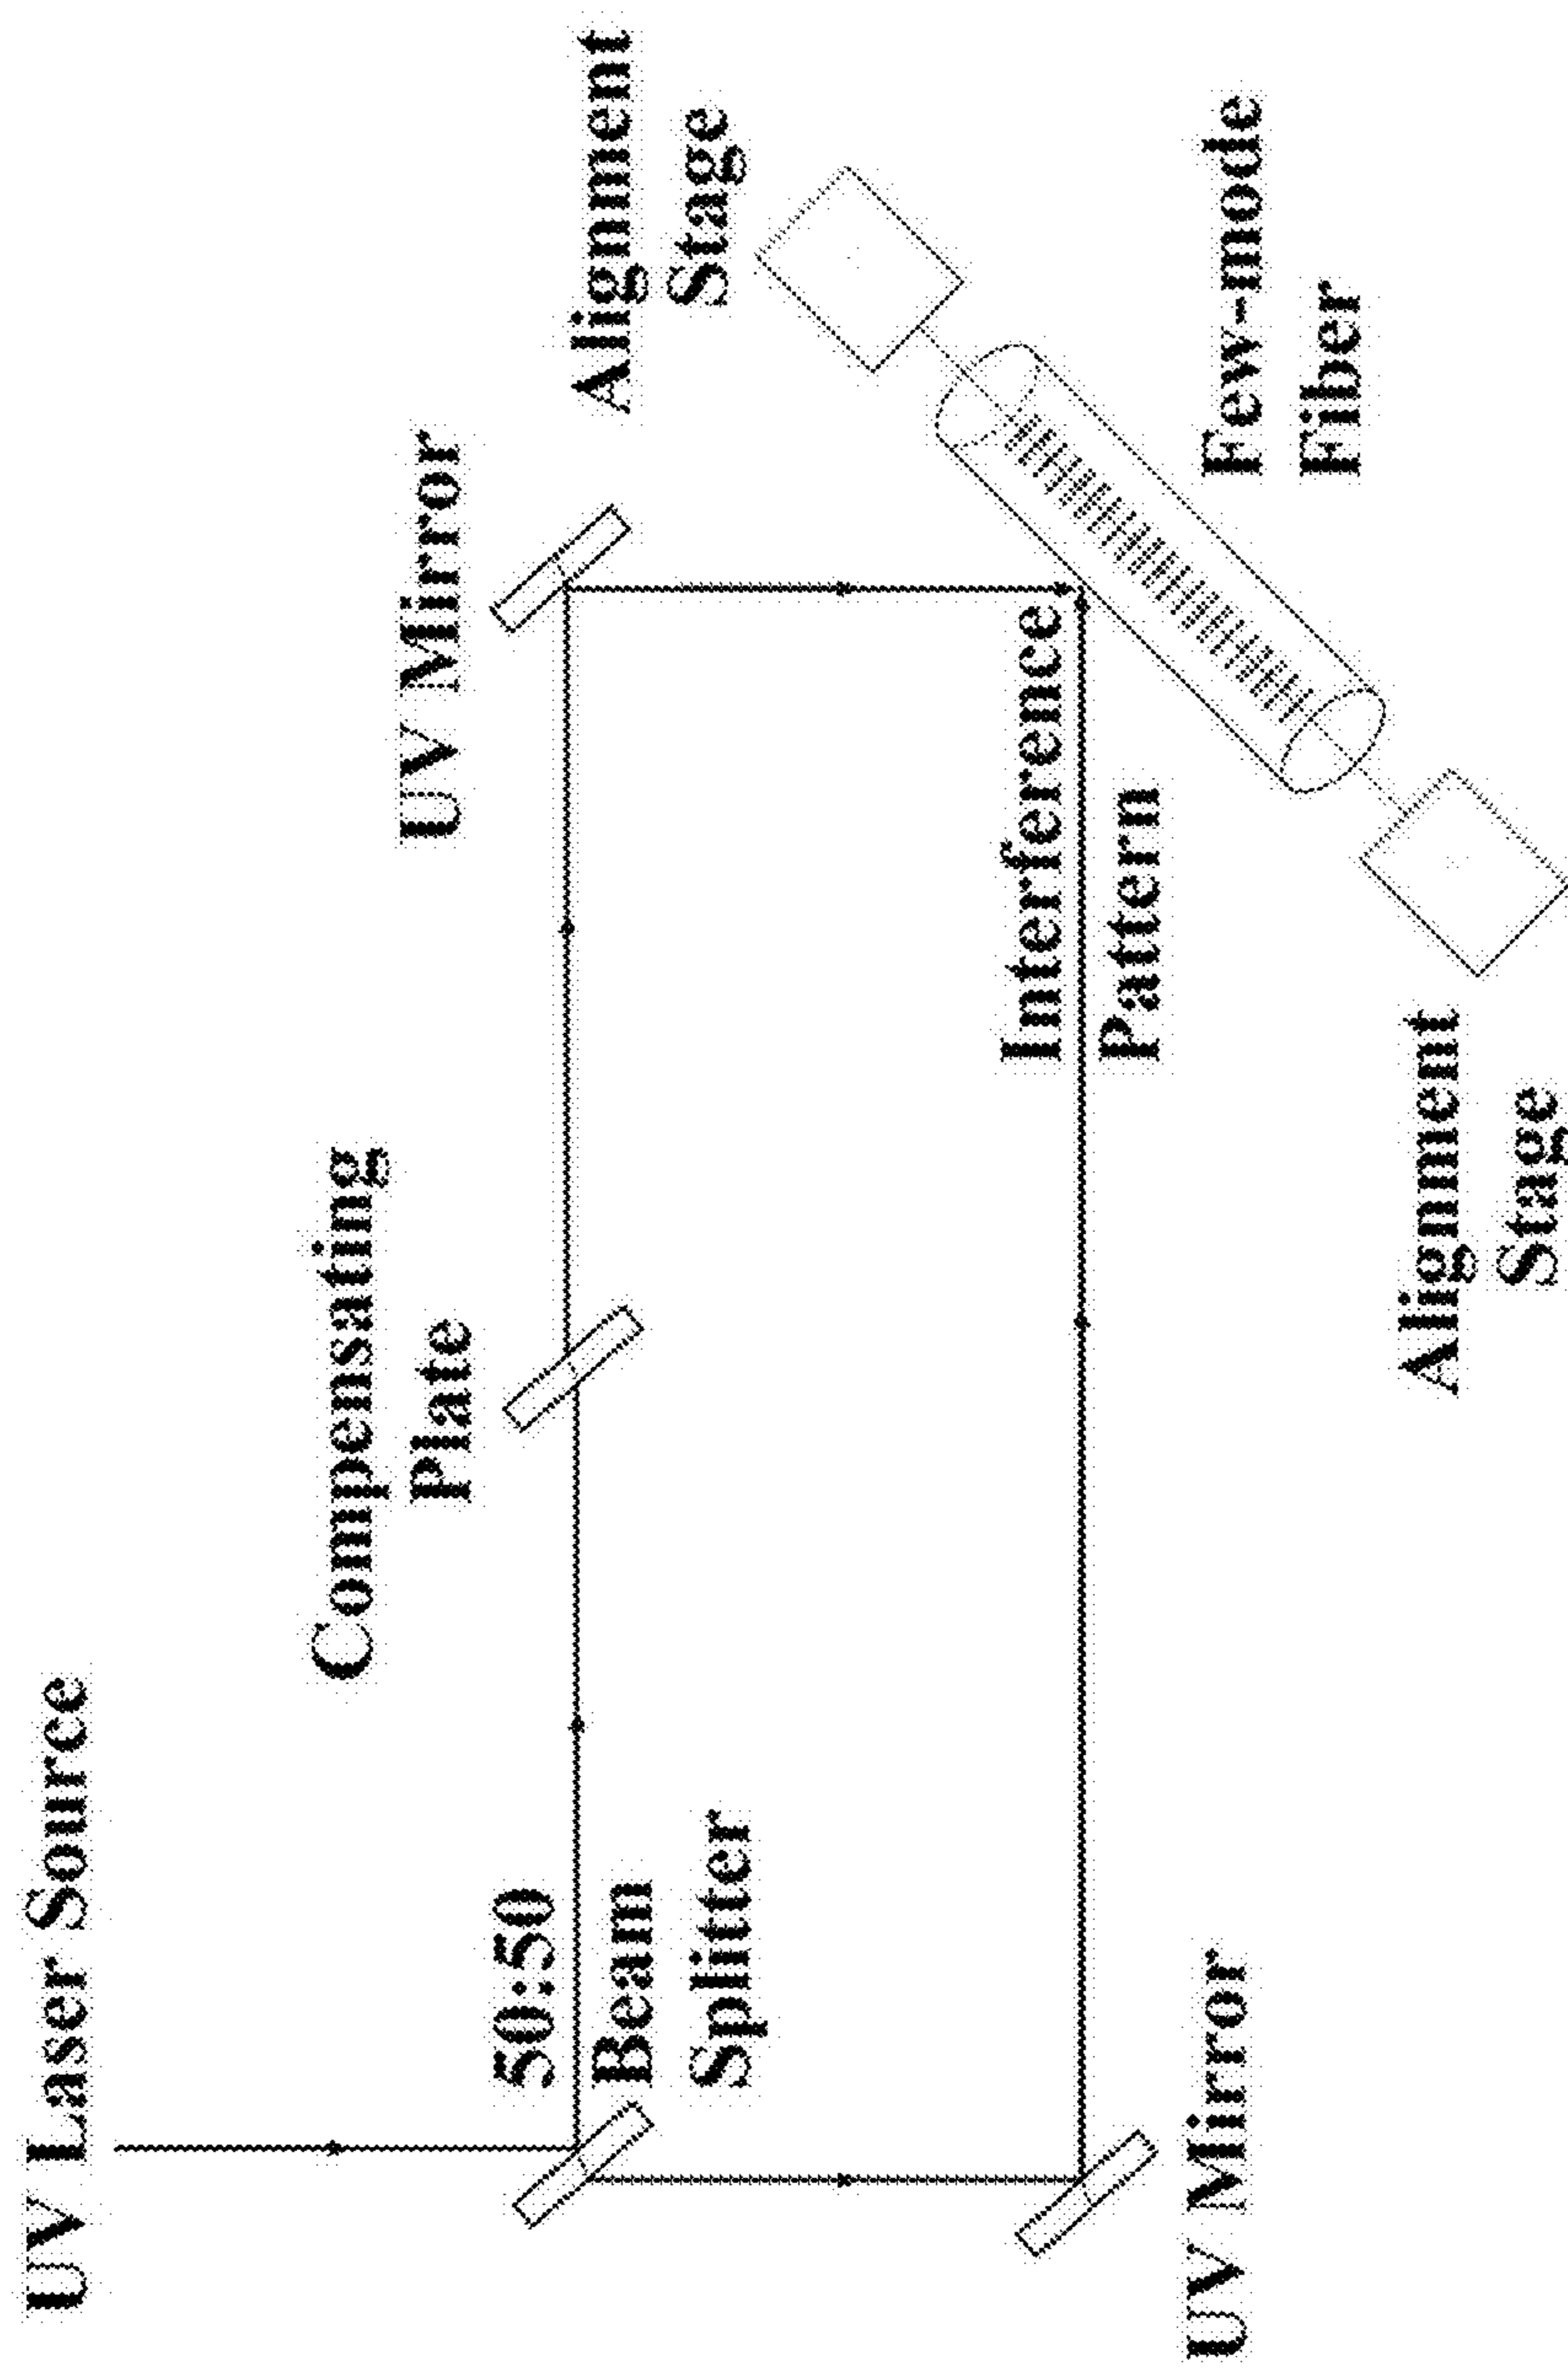 UV Laser Source
Compensating
Plate
UV Mirror
50:50
Beam
Splitter
Alignment
Stage
Interference
Pattern
UV Mirror
Few-mode
Fiber
Alignment
Stage